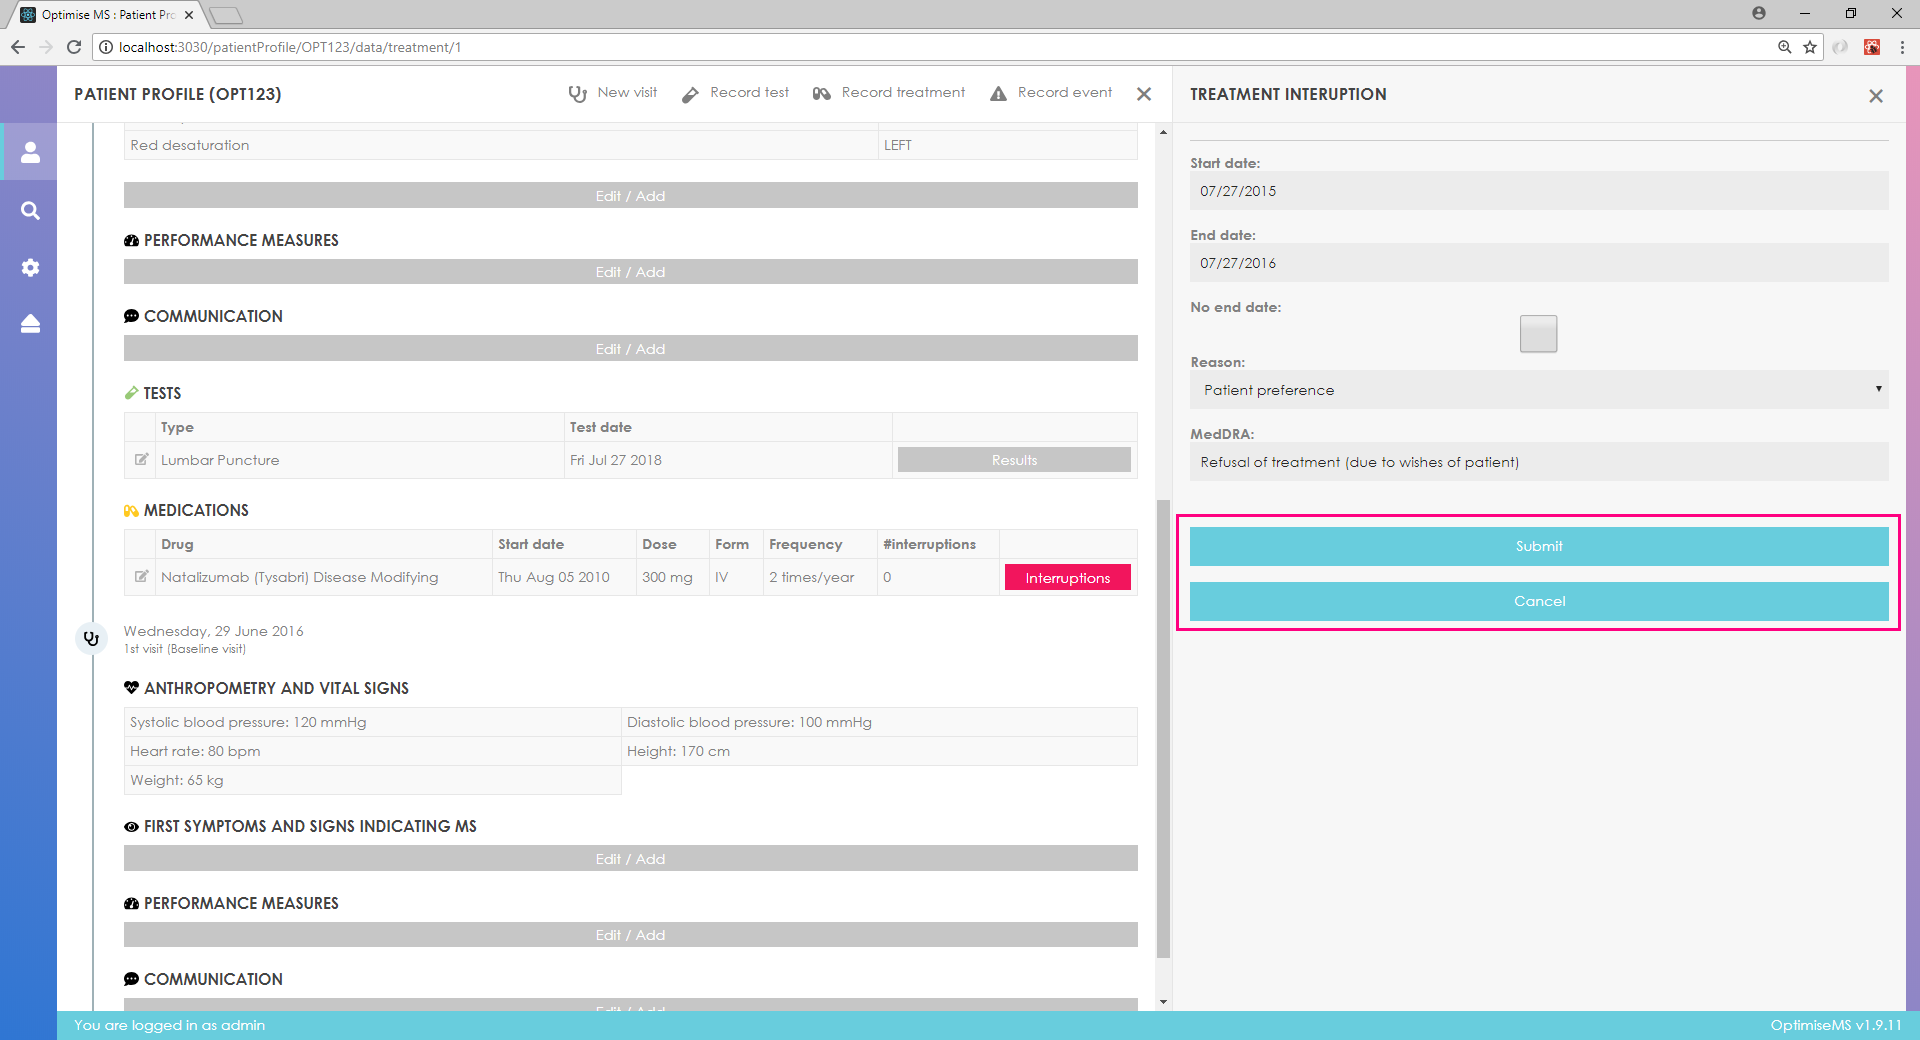 Optimise MS : Patient Pro
localhost:3030/patientProfile/OPT123/data/treatment/1
PATIENT PROFILE (OPT123)
New visit
Record test
Record treatment
Record event
Red desaturation LEFT
Edit / Add
PERFORMANCE MEASURES
Edit / Add
COMMUNICATION
Edit / Add
TESTS
Type Test date
Lumbar Puncture Fri Jul 27 2018 Results
MEDICATIONS
Drug Start date Dose Form Frequency #interruptions
Natalizumab (Tysabri) Disease Modifying Thu Aug 05 2010 300 mg IV 2 times/year 0 Interruptions
Wednesday, 29 June 2016
1st visit (Baseline visit)
ANTHROPOMETRY AND VITAL SIGNS
Systolic blood pressure: 120 mmHg Diastolic blood pressure: 100 mmHg
Heart rate: 80 bpm Height: 170 cm
Weight: 65 kg
FIRST SYMPTOMS AND SIGNS INDICATING MS
Edit / Add
PERFORMANCE MEASURES
Edit / Add
COMMUNICATION
Edit / Add
TREATMENT INTERUPTION
Start date:
07/27/2015
End date:
07/27/2016
No end date:
Reason:
Patient preference
MedDRA:
Refusal of treatment (due to wishes of patient)
Submit
Cancel
You are logged in as admin
OptimiseMS v1.9.11